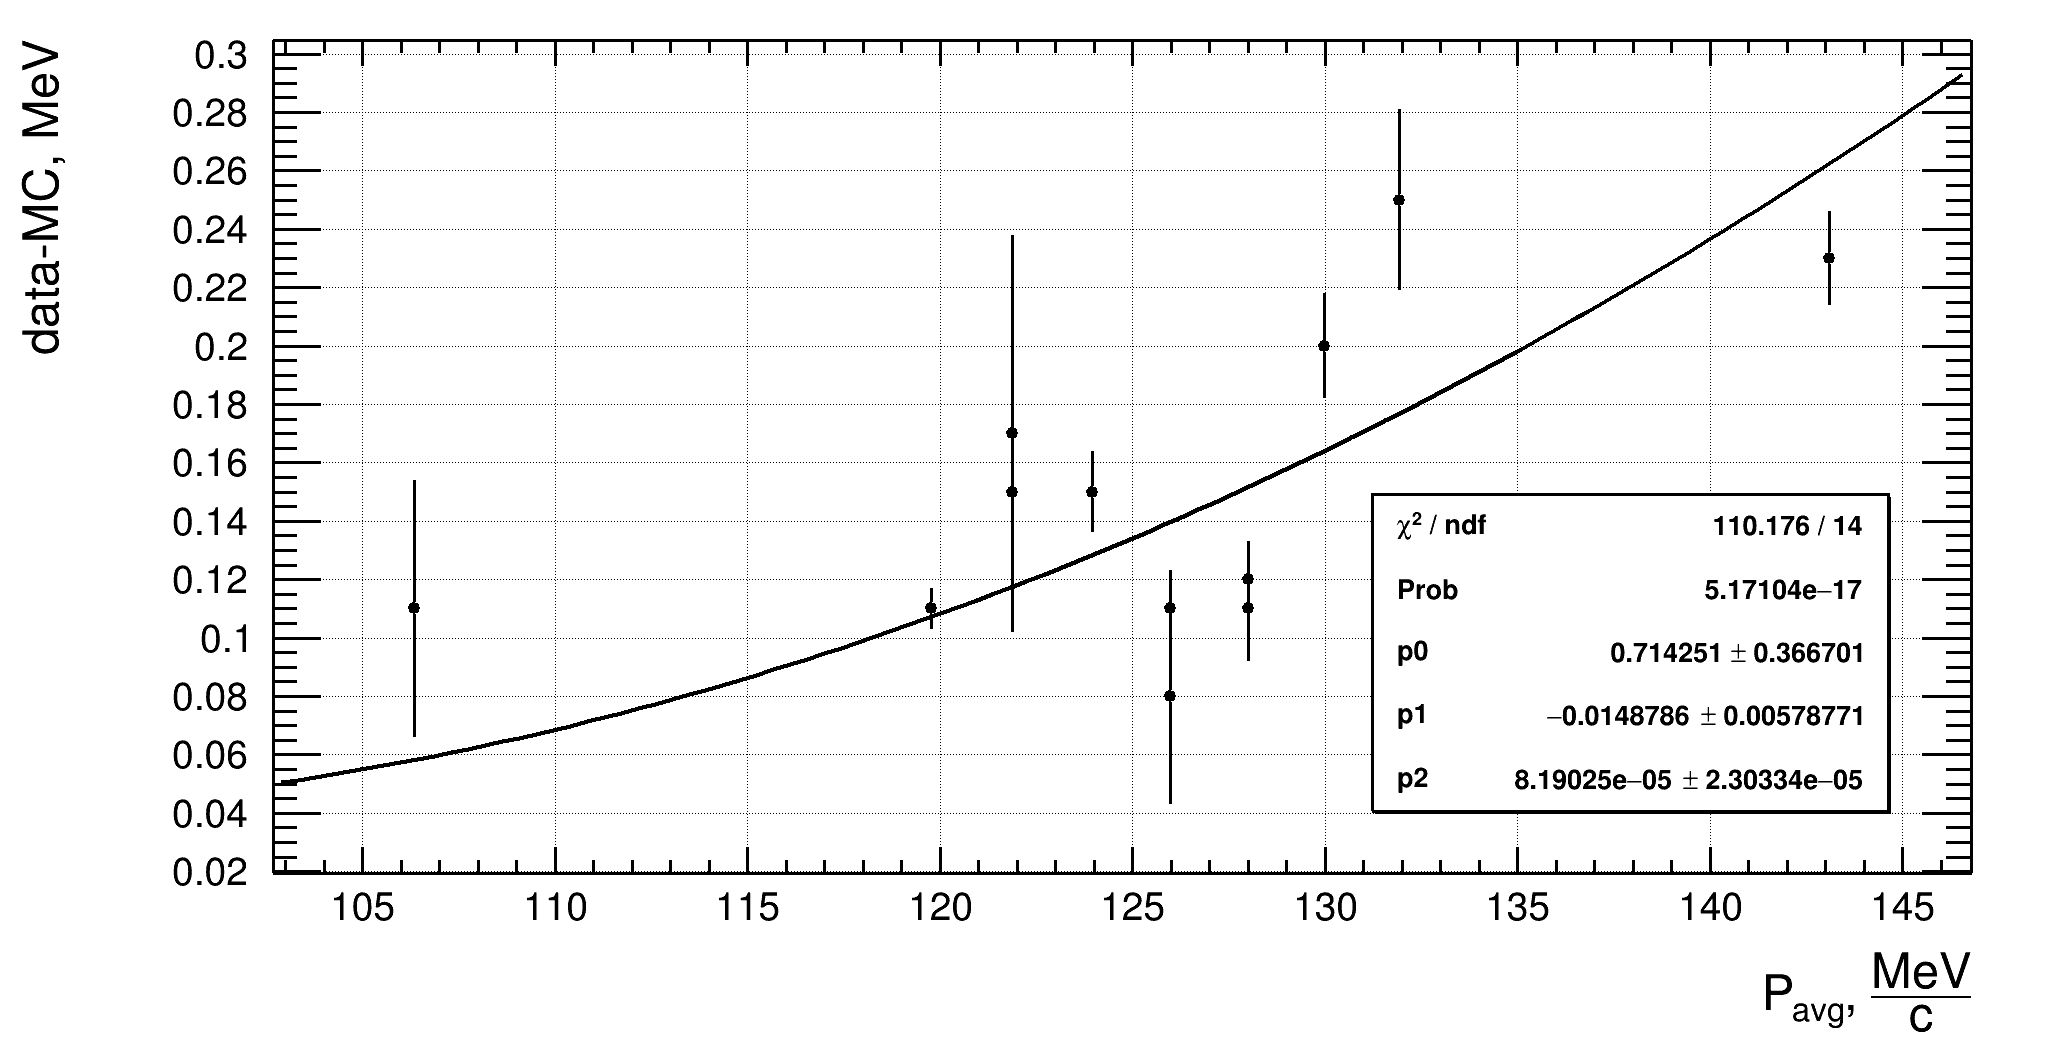 data-MC, MeV
0.3
0.28
0.26
0.24
0.22
0.2
0.18
0.16
0.14
0.12
0.1
0.08
0.06
0.04
0.02
χ² / ndf 110.176 / 14
Prob 5.17104e−17
p0 0.714251 ± 0.366701
p1 −0.0148786 ± 0.00578771
p2 8.19025e−05 ± 2.30334e−05
105 110 115 120 125 130 135 140 145
P_avg, MeV/c